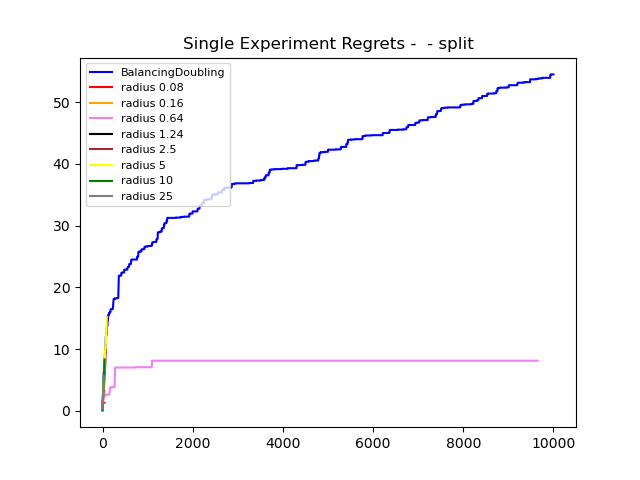 Single Experiment Regrets -  - split
BalancingDoubling
radius 0.08
radius 0.16
radius 0.64
radius 1.24
radius 2.5
radius 5
radius 10
radius 25
50
40
30
20
10
0
0 2000 4000 6000 8000 10000